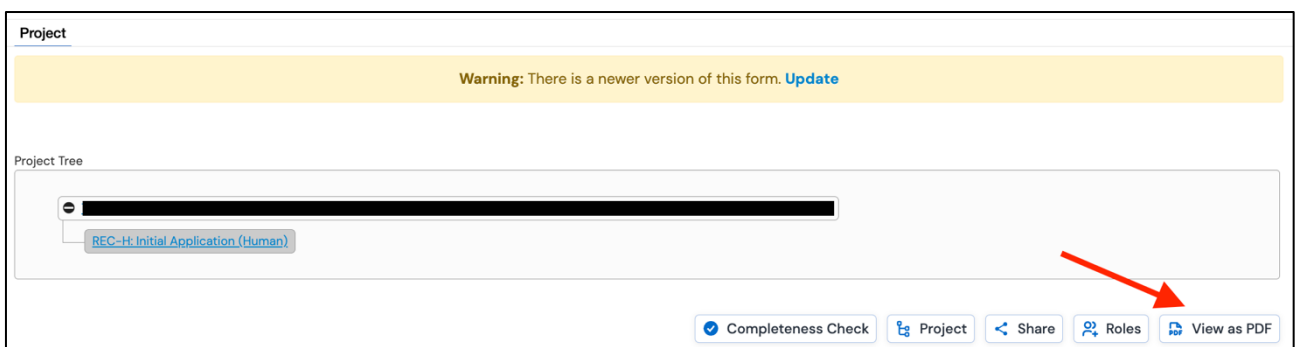 Project
Warning: There is a newer version of this form. Update
Project Tree
REC-H: Initial Application (Human)
Completeness Check Project Share Roles PDF View as PDF